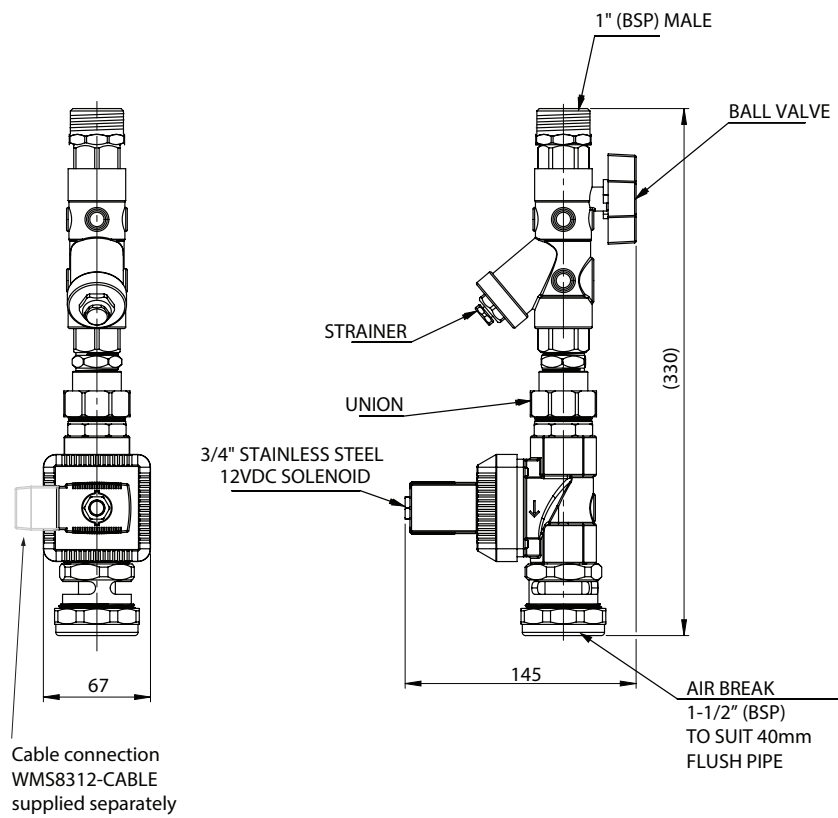 1" (BSP) MALE
BALL VALVE
STRAINER
(330)
UNION
3/4" STAINLESS STEEL
12VDC SOLENOID
67
145
AIR BREAK
1-1/2” (BSP)
TO SUIT 40mm
FLUSH PIPE
Cable connection
WMS8312-CABLE
supplied separately